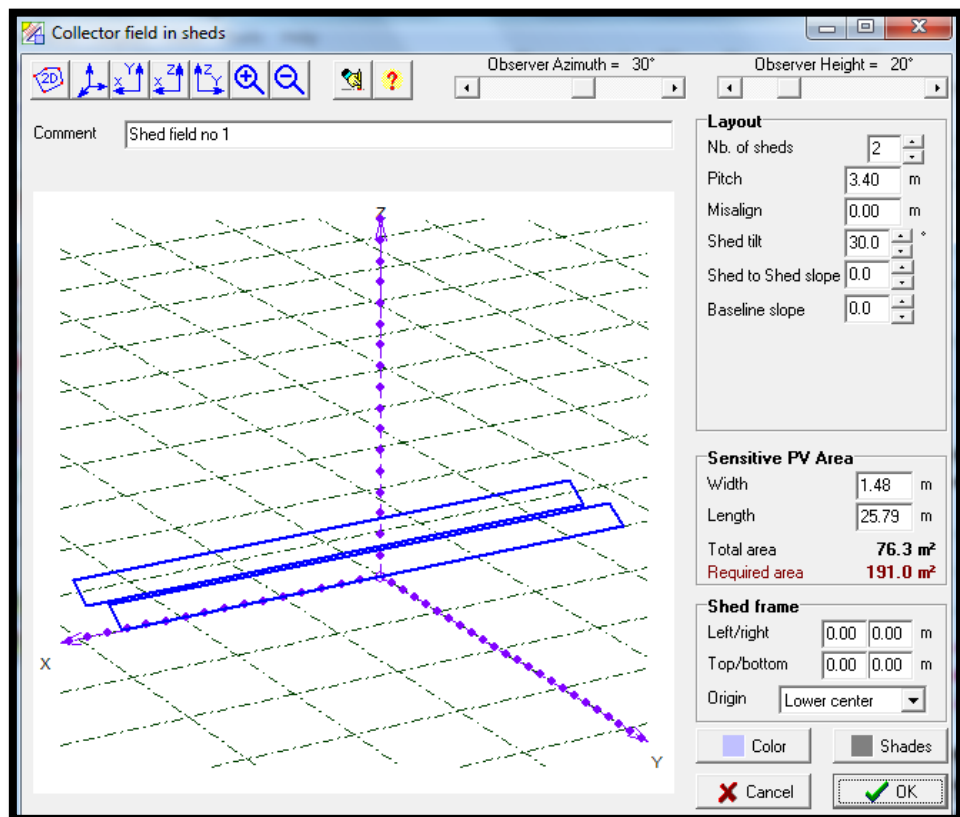 Collector field in sheds
2D
X Y
X Z
Z Y
?
Observer Azimuth = 30°
Observer Height = 20°
Comment Shed field no 1
Layout
Nb. of sheds 2
Pitch 3.40 m
Misalign 0.00 m
Shed tilt 30.0 °
Shed to Shed slope 0.0
Baseline slope 0.0
Z
X
Y
Sensitive PV Area
Width 1.48 m
Length 25.79 m
Total area 76.3 m²
Required area 191.0 m²
Shed frame
Left/right 0.00 0.00 m
Top/bottom 0.00 0.00 m
Origin Lower center
Color Shades
Cancel OK